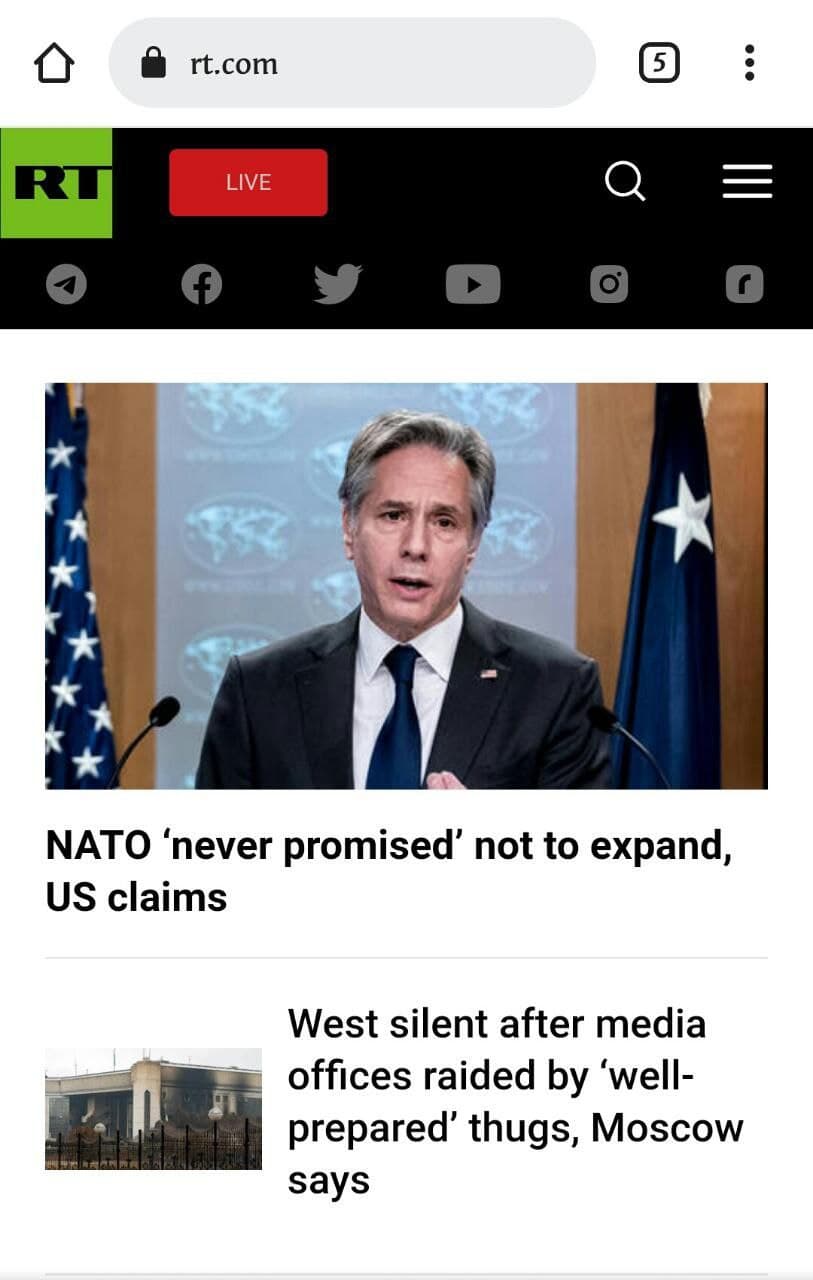 rt.com
5
RT
LIVE
NATO ‘never promised’ not to expand,
US claims
West silent after media
offices raided by ‘well-
prepared’ thugs, Moscow
says